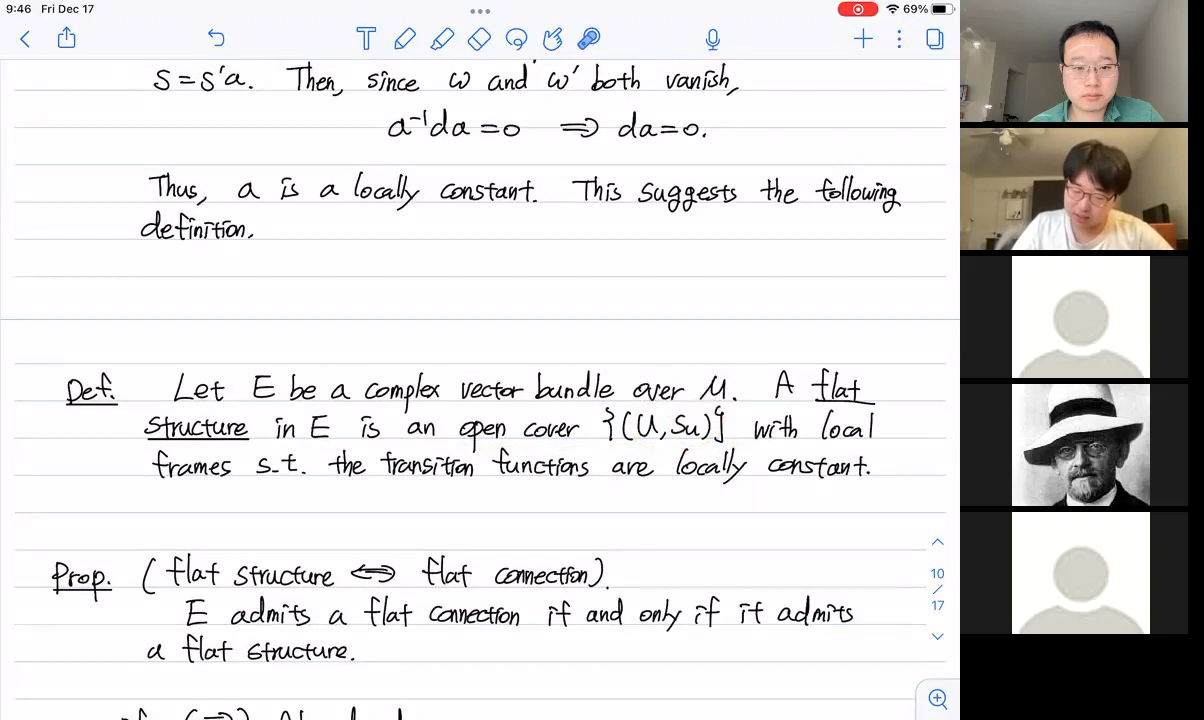 9:46 Fri Dec 17
69%
S = S'a. Then, since ω and ω' both vanish,
a⁻¹da = 0 ⟹ da = 0.
Thus, a is a locally constant. This suggests the following
definition.
Def. Let E be a complex vector bundle over M. A flat
structure in E is an open cover {(U, Su)} with local
frames s.t. the transition functions are locally constant.
Prop. (flat structure ⟺ flat connection).
E admits a flat connection if and only if it admits
a flat structure.
10
/
17